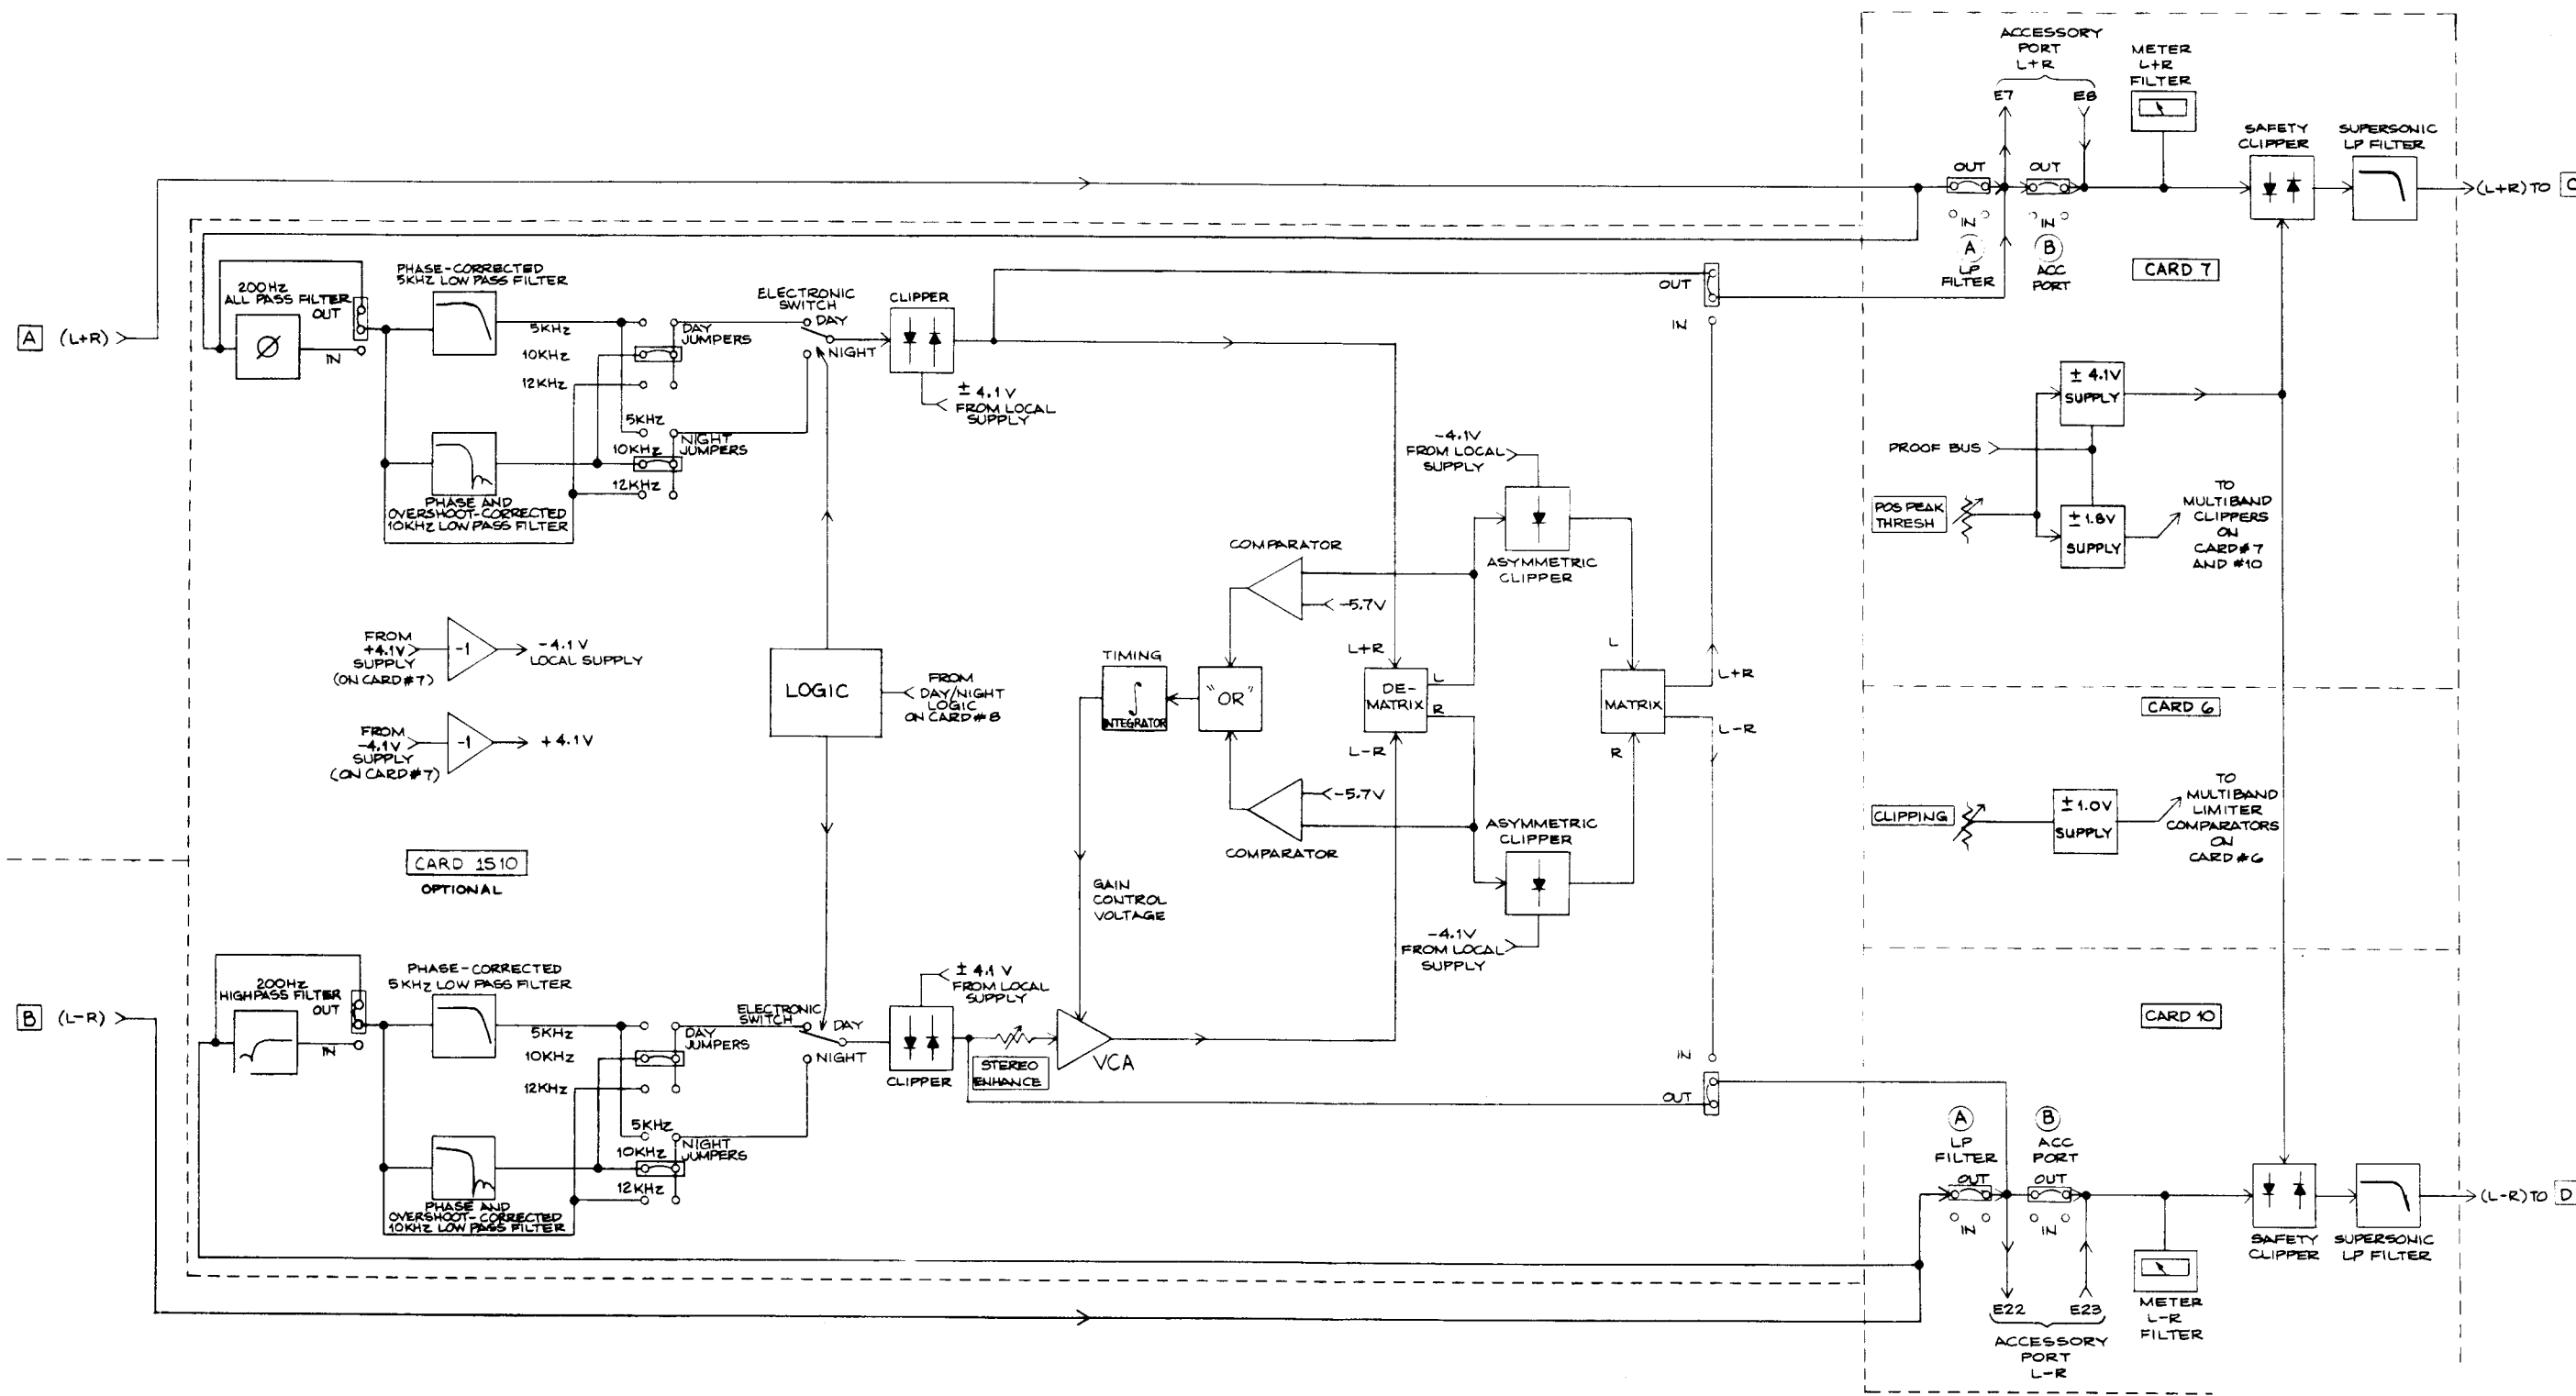 ACCESSORY
PORT
L+R
E7
E8
METER
L+R
FILTER
SAFETY
CLIPPER
SUPERSONIC
LP FILTER
OUT
OUT
IN
IN
A
B
LP
FILTER
ACC
PORT
(L+R) TO
CARD 7
A (L+R)
200HZ
ALL PASS FILTER
OUT
Ø
IN
PHASE-CORRECTED
5KHZ LOW PASS FILTER
5KHZ
10KHZ
12KHZ
DAY
JUMPERS
5KHZ
10KHZ
12KHZ
NIGHT
JUMPERS
PHASE AND
OVERSHOOT-CORRECTED
10KHZ LOW PASS FILTER
ELECTRONIC
SWITCH
DAY
NIGHT
CLIPPER
± 4.1V
FROM LOCAL
SUPPLY
OUT
IN
± 4.1V
SUPPLY
PROOF BUS
POS PEAK
THRESH
± 1.8V
SUPPLY
TO
MULTIBAND
CLIPPERS
ON
CARD #7
AND #10
-4.1V
FROM LOCAL
SUPPLY
COMPARATOR
ASYMMETRIC
CLIPPER
-5.7V
FROM
+4.1V
SUPPLY
(ON CARD #7)
-1
-4.1 V
LOCAL SUPPLY
FROM
-4.1V
SUPPLY
(ON CARD #7)
-1
+4.1V
LOGIC
FROM
DAY/NIGHT
LOGIC
ON CARD #8
TIMING
∫
INTEGRATOR
"OR"
L+R
DE-
MATRIX
L
R
L-R
L
MATRIX
R
L+R
L-R
-5.7V
COMPARATOR
ASYMMETRIC
CLIPPER
-4.1V
FROM LOCAL
SUPPLY
CARD 6
CLIPPING
± 1.0V
SUPPLY
TO
MULTIBAND
LIMITER
COMPARATORS
ON
CARD #6
CARD 1S10
OPTIONAL
GAIN
CONTROL
VOLTAGE
CARD 10
B (L-R)
200HZ
HIGHPASS FILTER
OUT
IN
PHASE-CORRECTED
5KHZ LOW PASS FILTER
5KHZ
10KHZ
12KHZ
DAY
JUMPERS
5KHZ
10KHZ
12KHZ
NIGHT
JUMPERS
PHASE AND
OVERSHOOT-CORRECTED
10KHZ LOW PASS FILTER
ELECTRONIC
SWITCH
DAY
NIGHT
± 4.1 V
FROM LOCAL
SUPPLY
CLIPPER
STEREO
ENHANCE
VCA
IN
OUT
A
B
LP
FILTER
ACC
PORT
OUT
OUT
IN
IN
E22
E23
ACCESSORY
PORT
L-R
METER
L-R
FILTER
SAFETY
CLIPPER
SUPERSONIC
LP FILTER
(L-R) TO D